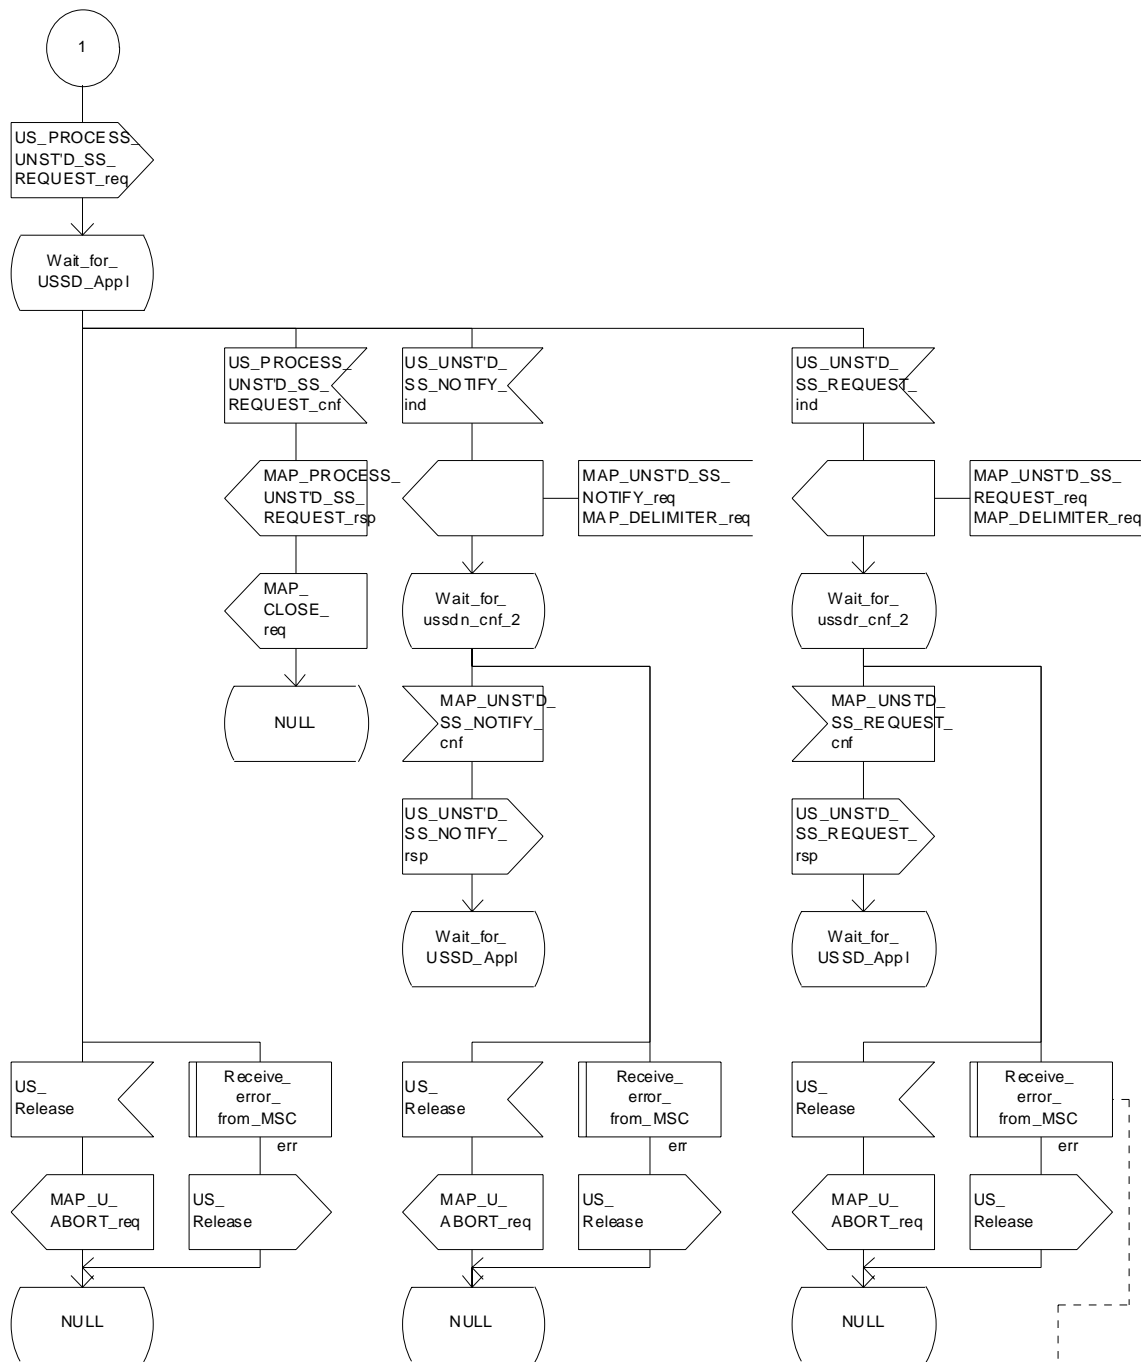 1
US_PROCESS_
UNST'D_SS_
REQUEST_req
Wait_for_
USSD_Appl
US_PROCESS_
UNST'D_SS_
REQUEST_cnf
US_UNST'D_
SS_NOTIFY_
ind
US_UNST'D_
SS_REQUEST_
ind
MAP_PROCESS_
UNST'D_SS_
REQUEST_rsp
MAP_UNST'D_SS_
NOTIFY_req
MAP_DELIMITER_req
MAP_UNST'D_SS_
REQUEST_req
MAP_DELIMITER_req
MAP_
CLOSE_
req
Wait_for_
ussdn_cnf_2
Wait_for_
ussdr_cnf_2
NULL
MAP_UNST'D_
SS_NOTIFY_
cnf
MAP_UNST'D_
SS_REQUEST_
cnf
US_UNST'D_
SS_NOTIFY_
rsp
US_UNST'D_
SS_REQUEST_
rsp
Wait_for_
USSD_Appl
Wait_for_
USSD_Appl
US_
Release
Receive_
error_
from_MSC
err
US_
Release
Receive_
error_
from_MSC
err
US_
Release
Receive_
error_
from_MSC
err
MAP_U_
ABORT_req
US_
Release
MAP_U_
ABORT_req
US_
Release
MAP_U_
ABORT_req
US_
Release
NULL
NULL
NULL